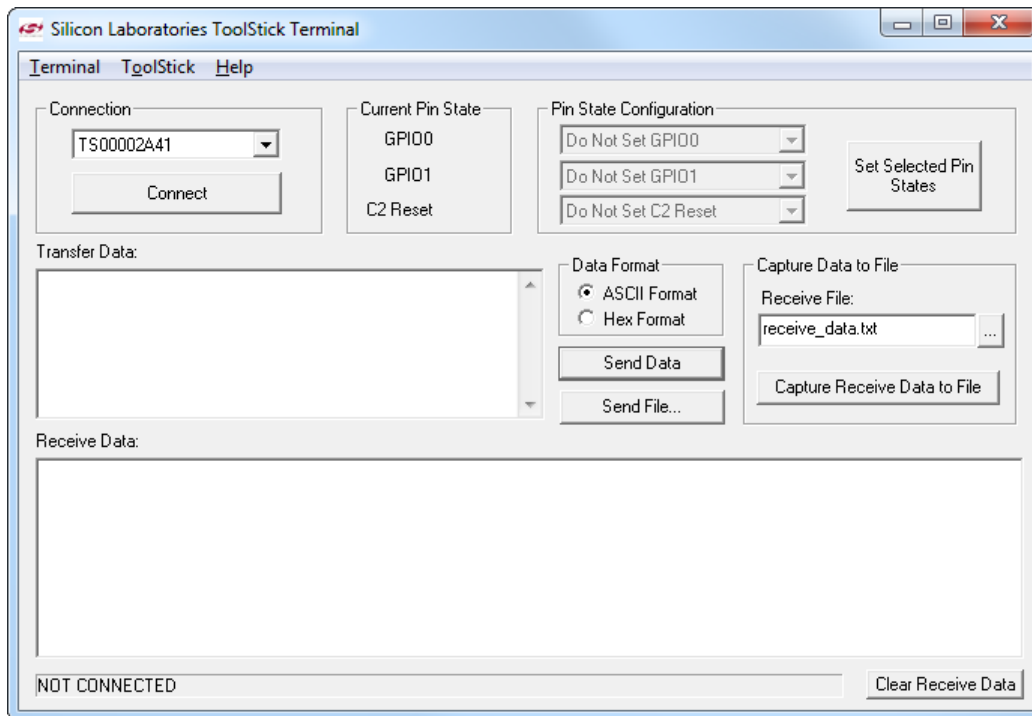 Silicon Laboratories ToolStick Terminal
Terminal ToolStick Help
Connection
TS00002A41
Connect
Current Pin State
GPIO0
GPIO1
C2 Reset
Pin State Configuration
Do Not Set GPIO0
Do Not Set GPIO1
Do Not Set C2 Reset
Set Selected Pin
States
Transfer Data:
Data Format
ASCII Format
Hex Format
Send Data
Send File...
Capture Data to File
Receive File:
receive_data.txt
...
Capture Receive Data to File
Receive Data:
NOT CONNECTED
Clear Receive Data